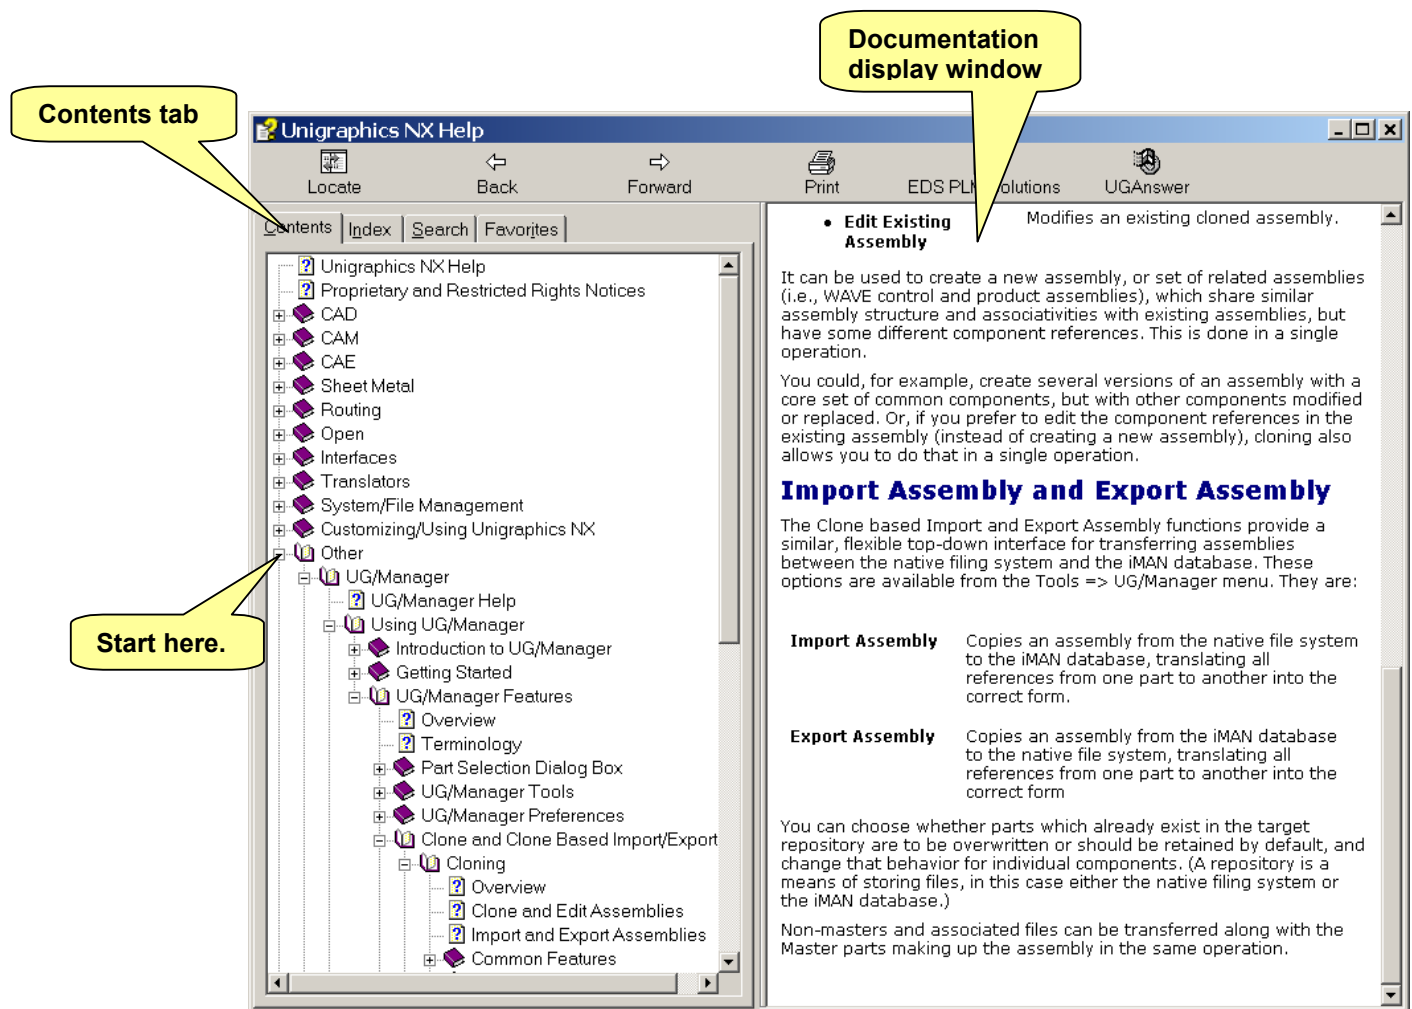 Documentation
display window
Contents tab
Unigraphics NX Help
Locate
Back
Forward
Print
EDS PLM Solutions
UGAnswer
Contents
Index
Search
Favorites
Unigraphics NX Help
Proprietary and Restricted Rights Notices
CAD
CAM
CAE
Sheet Metal
Routing
Open
Interfaces
Translators
System/File Management
Customizing/Using Unigraphics NX
Other
UG/Manager
UG/Manager Help
Using UG/Manager
Introduction to UG/Manager
Getting Started
UG/Manager Features
Overview
Terminology
Part Selection Dialog Box
UG/Manager Tools
UG/Manager Preferences
Clone and Clone Based Import/Export
Cloning
Overview
Clone and Edit Assemblies
Import and Export Assemblies
Common Features
Start here.
• Edit Existing Modifies an existing cloned assembly.
Assembly
It can be used to create a new assembly, or set of related assemblies
(i.e., WAVE control and product assemblies), which share similar
assembly structure and associativities with existing assemblies, but
have some different component references. This is done in a single
operation.
You could, for example, create several versions of an assembly with a
core set of common components, but with other components modified
or replaced. Or, if you prefer to edit the component references in the
existing assembly (instead of creating a new assembly), cloning also
allows you to do that in a single operation.
Import Assembly and Export Assembly
The Clone based Import and Export Assembly functions provide a
similar, flexible top-down interface for transferring assemblies
between the native filing system and the iMAN database. These
options are available from the Tools => UG/Manager menu. They are:
Import Assembly Copies an assembly from the native file system
to the iMAN database, translating all
references from one part to another into the
correct form.
Export Assembly Copies an assembly from the iMAN database
to the native file system, translating all
references from one part to another into the
correct form
You can choose whether parts which already exist in the target
repository are to be overwritten or should be retained by default, and
change that behavior for individual components. (A repository is a
means of storing files, in this case either the native filing system or
the iMAN database.)
Non-masters and associated files can be transferred along with the
Master parts making up the assembly in the same operation.